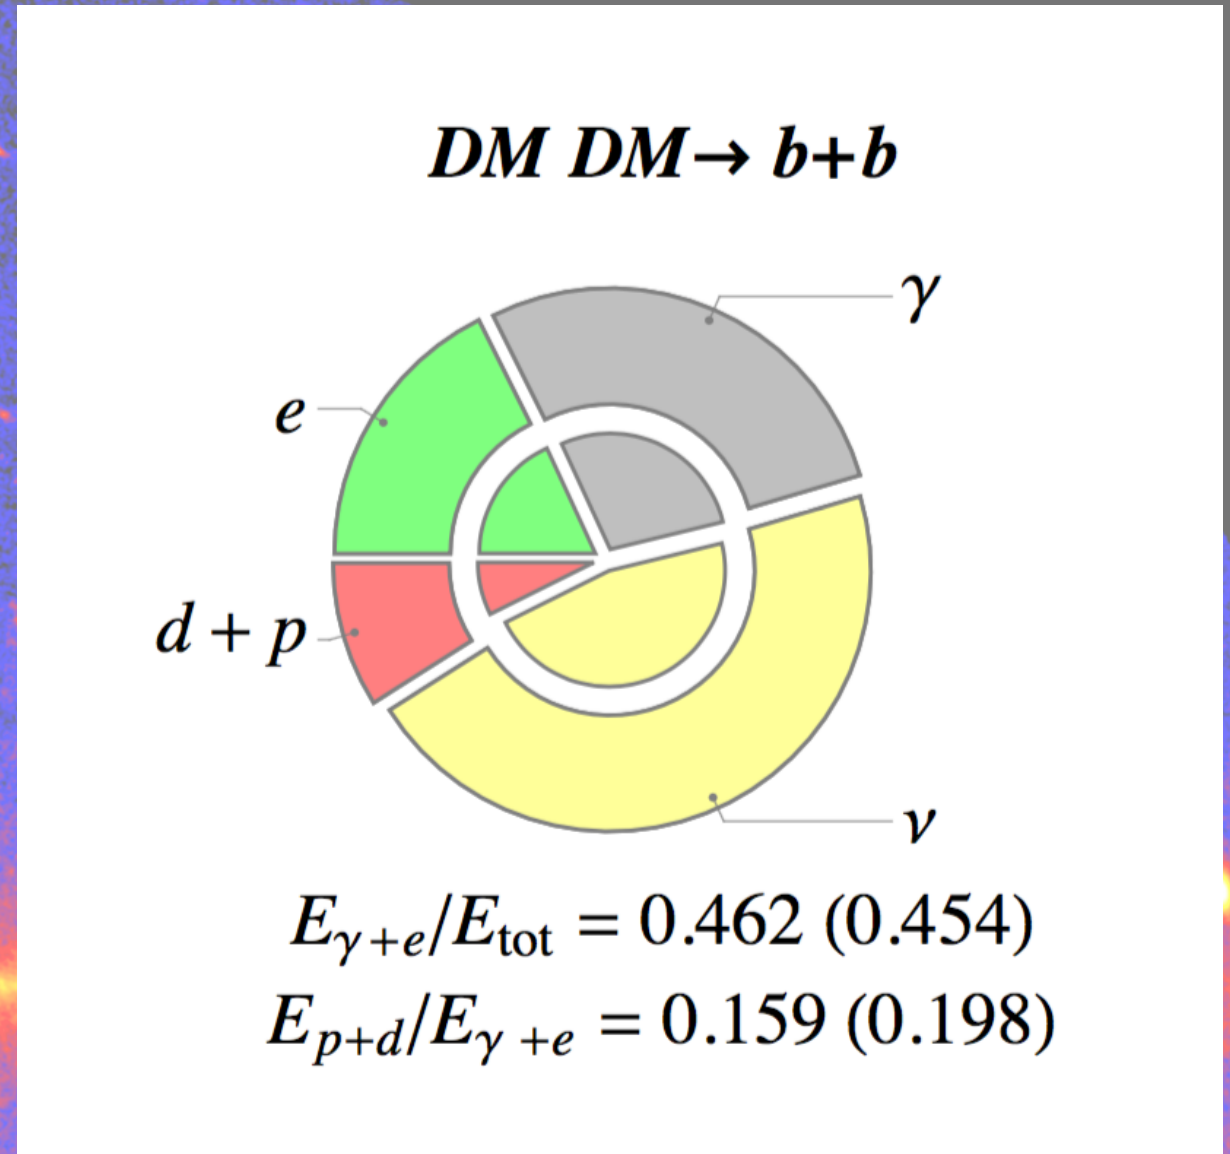 DM DM→ b+b
γ
e
d + p
ν
Eγ+e/Etot = 0.462 (0.454)
Ep+d/Eγ +e = 0.159 (0.198)